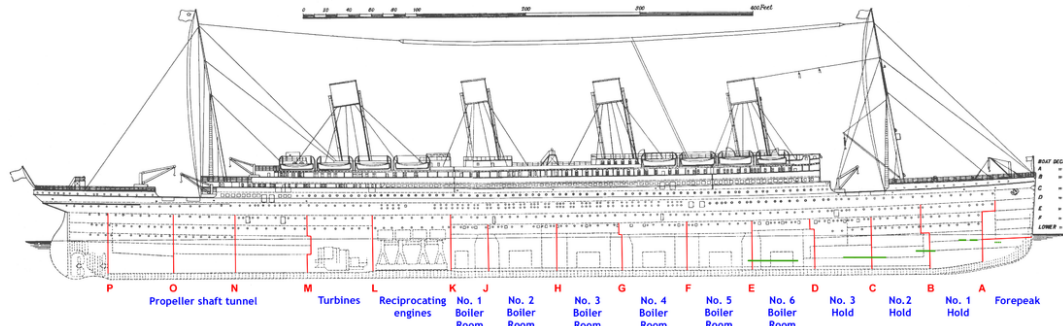 0 20 40 60 80 100 200 300 400 Feet
BOAT DEC
A "
B "
C "
D "
E "
F "
LOWER "
P O N M L K J H G F E D C B A
Propeller shaft tunnel
Turbines
Reciprocating
engines
No. 1
Boiler
Room
No. 2
Boiler
Room
No. 3
Boiler
Room
No. 4
Boiler
Room
No. 5
Boiler
Room
No. 6
Boiler
Room
No. 3
Hold
No.2
Hold
No. 1
Hold
Forepeak